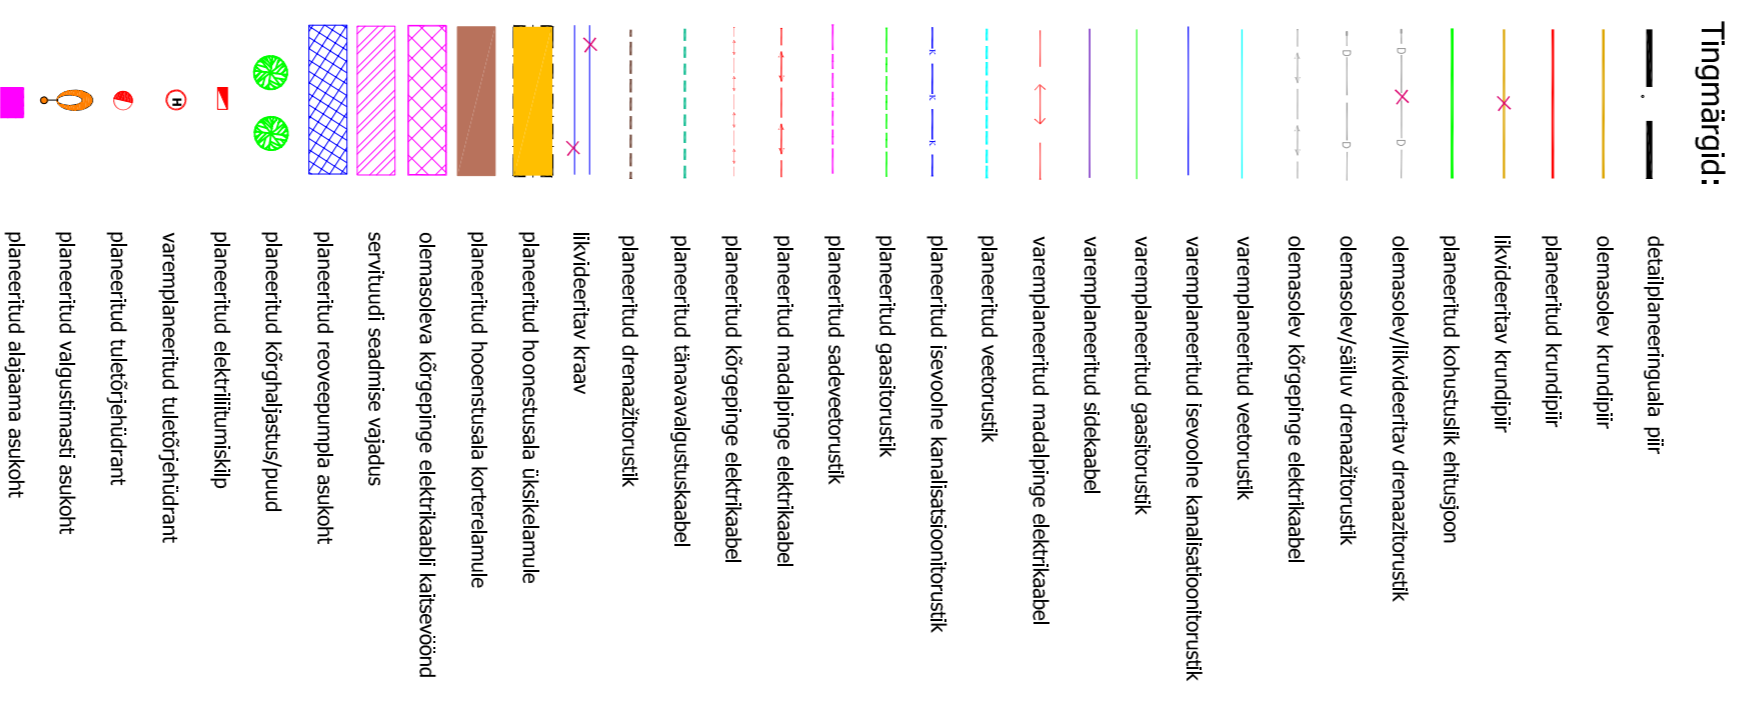 Tingmärgid:
detailplaneeringuala piir
olemasolev krundipiir
planeeritud krundipiir
likvideeritav krundipiir
planeeritud kohustuslik ehitusjoon
D D
olemasolev/likvideeritav drenaazitorustik
D D
olemasolev/säiluv drenaažitorustik
olemasolev kõrgepinge elektrikaabel
varemplaneeritud veetorustik
varemplaneeritud isevoolne kanalisatioonitorustik
varemplaneeritud gaasitorustik
varemplaneeritud sidekaabel
varemplaneeritud madalpinge elektrikaabel
planeeritud veetorustik
K K K
planeeritud isevoolne kanalisatsioonitorustik
planeeritud gaasitorustik
planeeritud sadeveetorustik
planeeritud madalpinge elektrikaabel
planeeritud kõrgepinge elektrikaabel
planeeritud tänavavalgustuskaabel
planeeritud drenaažitorustik
likvideeritav kraav
planeeritud hoonestusala üksikelamule
planeeritud hooenstusala korterelamule
olemasoleva kõrgepinge elektrikaabli kaitsevöönd
servituudi seadmise vajadus
planeeritud reoveepumpla asukoht
planeeritud kõrghaljastus/puud
planeeritud elektriliitumiskilp
H
varemplaneeritud tuletõrjehüdrant
planeeritud tuletõrjehüdrant
planeeritud valgustimasti asukoht
planeeritud alajaama asukoht